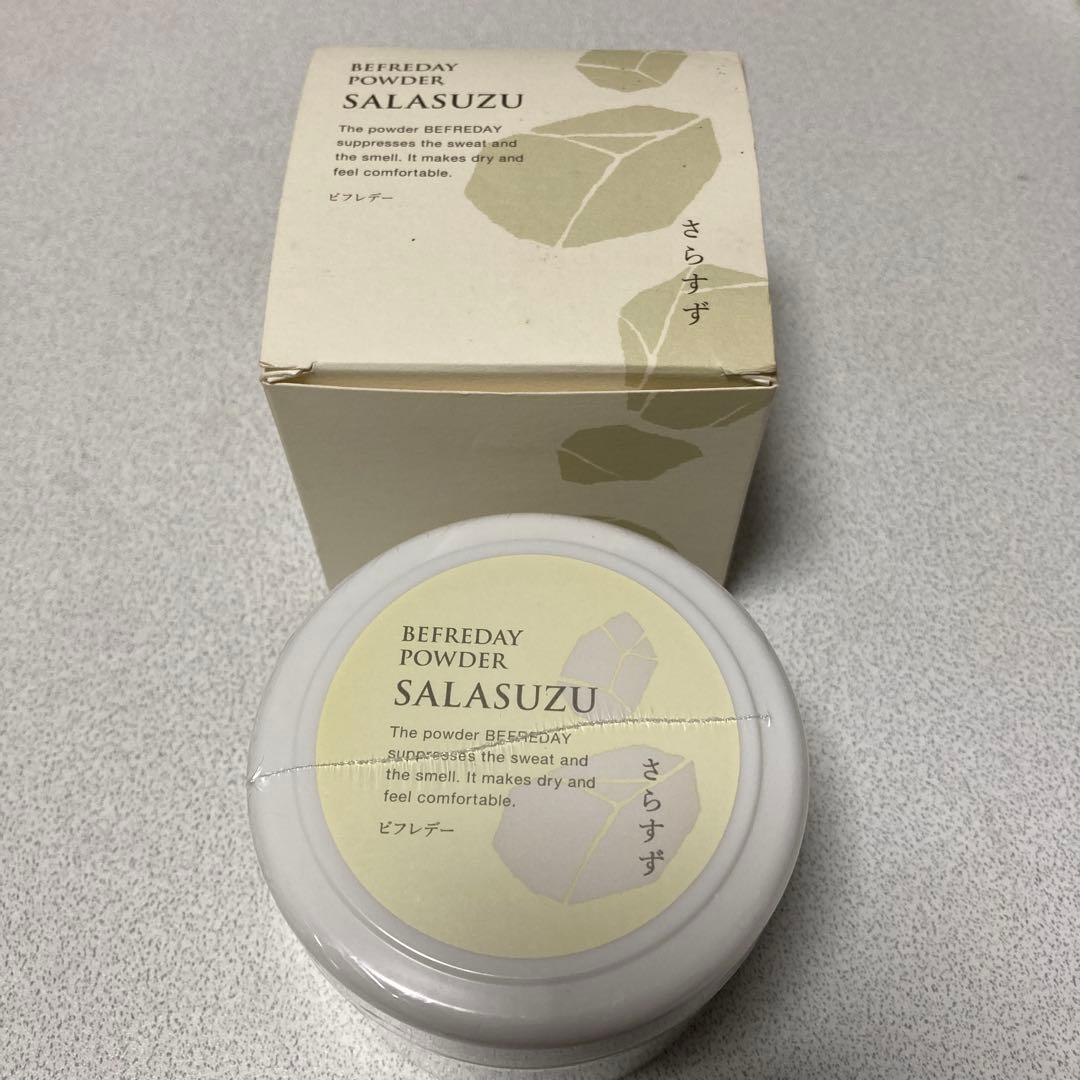 BEFREDAY
POWDER
SALASUZU
The powder BEFREDAY
suppresses the sweat and
the smell. It makes dry and
feel comfortable.
ビフレデー
さらすず
BEFREDAY
POWDER
SALASUZU
The powder BEFREDAY
suppresses the sweat and
the smell. It makes dry and
feel comfortable.
ビフレデー
さらすず